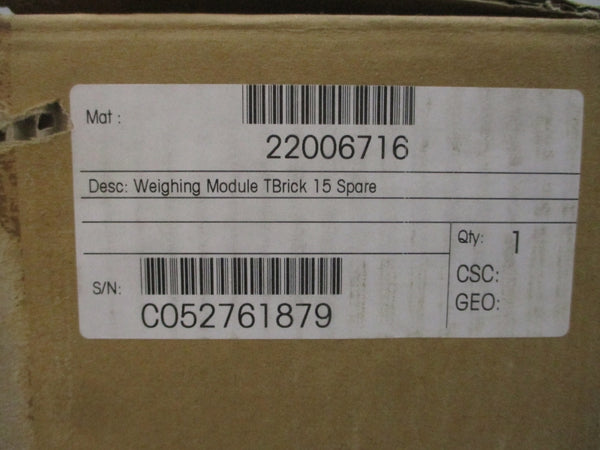 Mat :
22006716
Desc: Weighing Module TBrick 15 Spare
Qty: 1
CSC:
GEO:
S/N:
C052761879